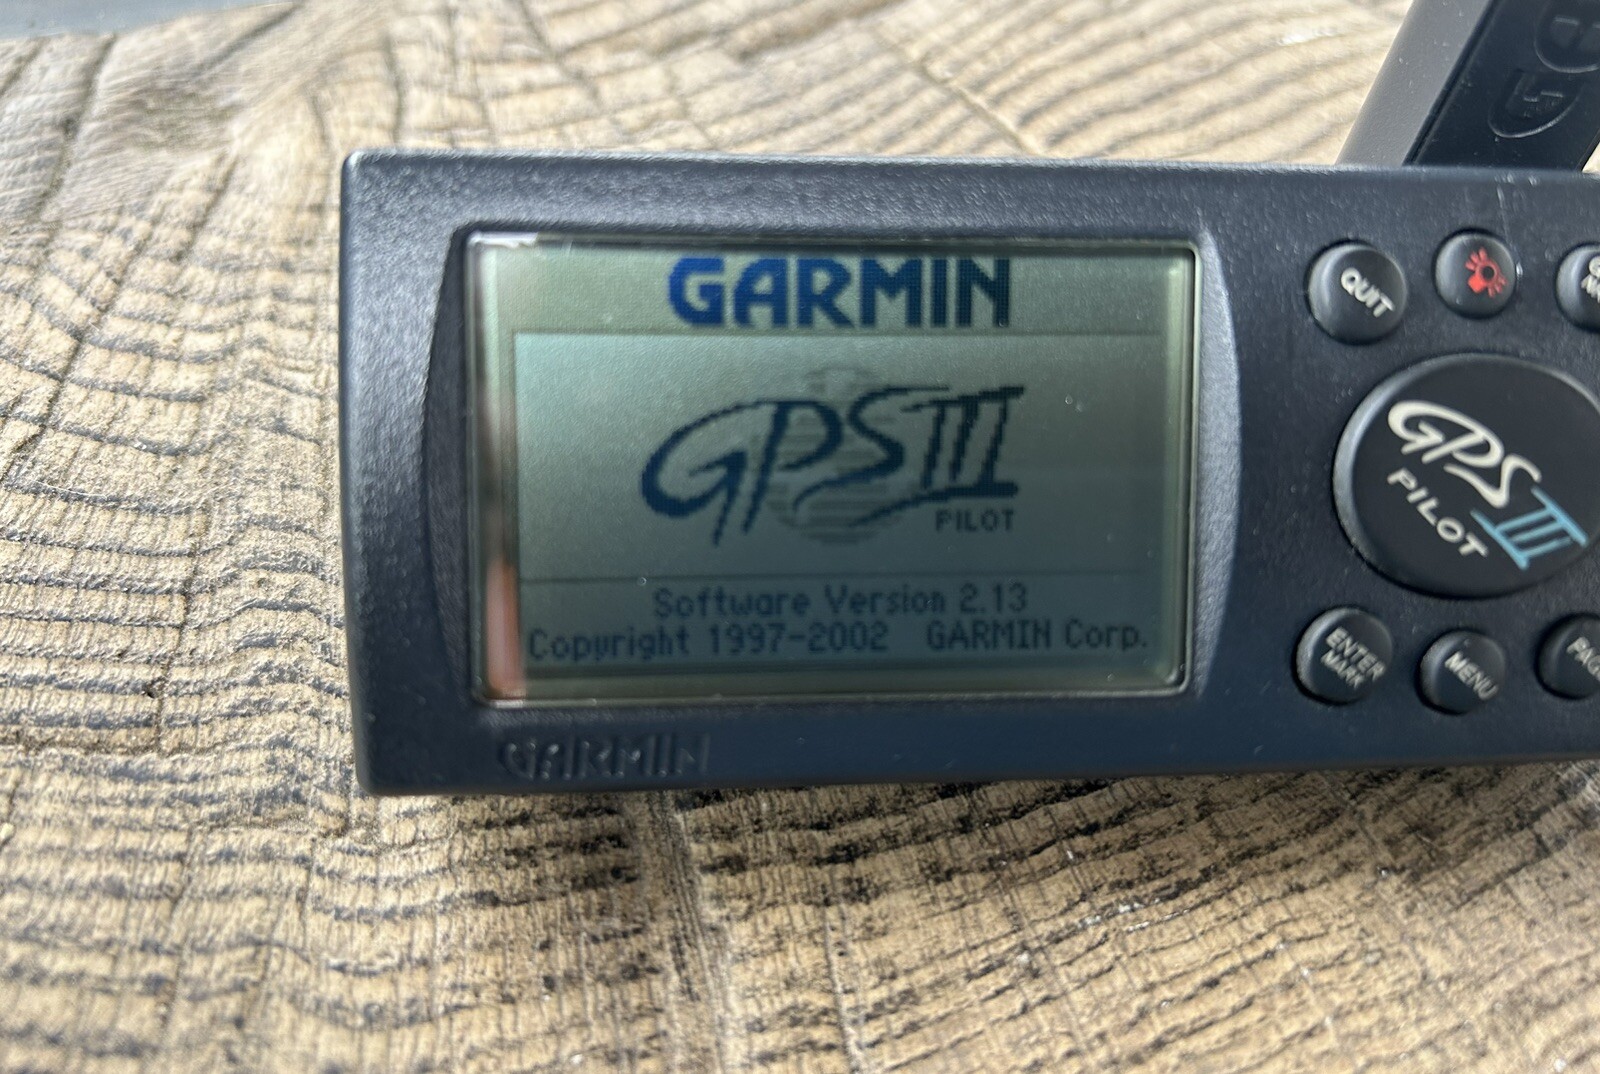 GARMIN
GPS III
PILOT
Software Version 2.13
Copyright 1997-2002 GARMIN Corp.
GARMIN
QUIT
GPS III
PILOT
ENTER
MARK
MENU